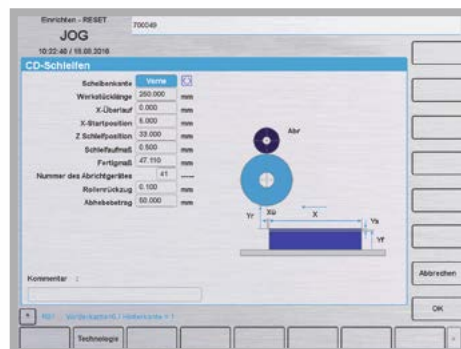 Einrichten - RESET
700049
JOG
10:22:40 / 18.08.2016
CD-Schleifen
Scheibenkante Vorne
Werkstücklänge 260.000 mm
X-Überlauf 0.000 mm
X-Startposition 5.000 mm
Z Schleifposition 33.000 mm
Schleifaufmaß 0.500 mm
Fertigmaß 47.110 mm
Nummer des Abrichtgerätes 41
Rollenrückzug 0.100 mm
Abhebebetrag 50.000 mm
Abr
Yr Xü X Ys
Yf
Kommentar :
Abbrechen
OK
Technologie